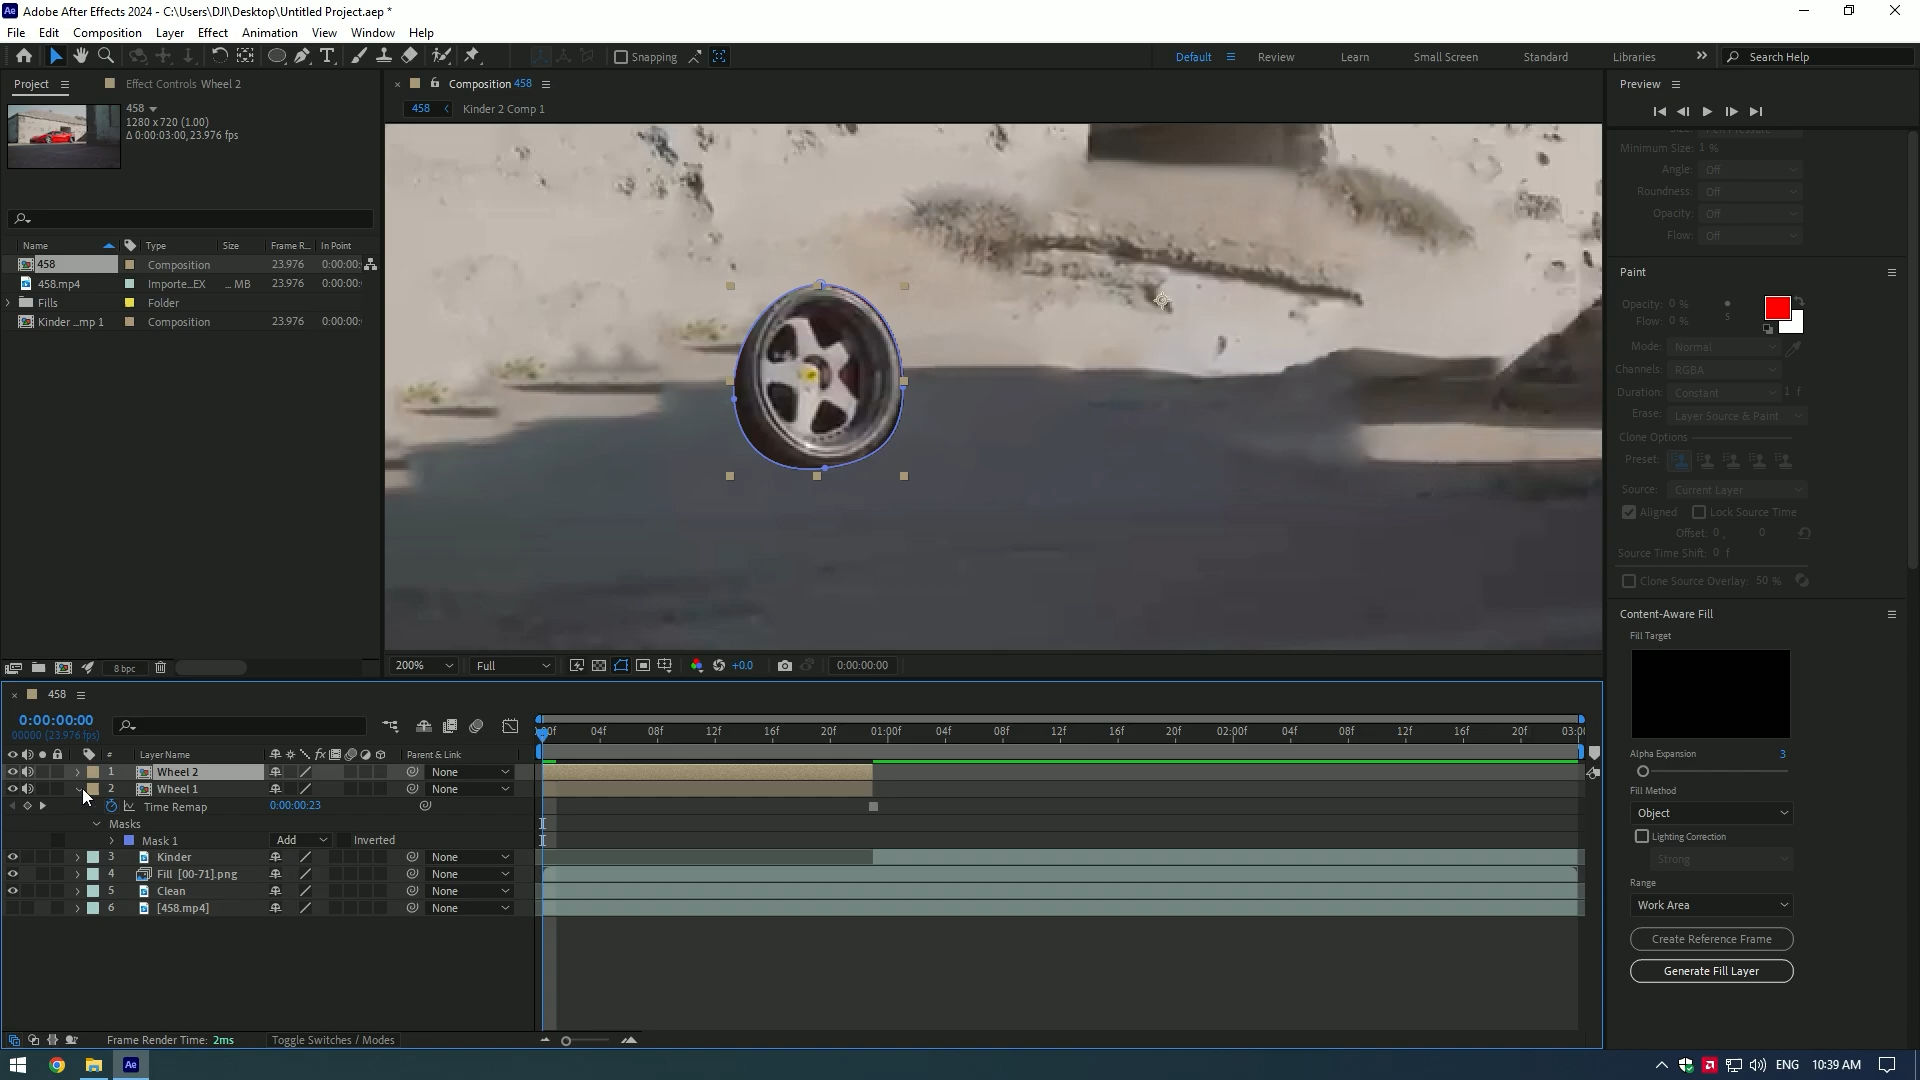 Adobe After Effects 2024 - C:\Users\DJI\Desktop\Untitled Project.aep *
File Edit Composition Layer Effect Animation View Window Help
Snapping
Default Review Learn Small Screen Standard Libraries Search Help
Project Effect Controls Wheel 2
458
1280 x 720 (1.00)
Δ 0:00:03:00, 23.976 fps
Name Type Size Frame R... In Point
458 Composition 23.976 0:00:00:
458.mp4 Importe...EX ... MB 23.976 0:00:00:
Fills Folder
Kinder ...mp 1 Composition 23.976 0:00:00:
8 bpc
Composition 458
458 Kinder 2 Comp 1
200% Full +0.0 0:00:00:00
Preview
Minimum Size: 1 %
Angle: Off
Roundness: Off
Opacity: Off
Flow: Off
Paint
Opacity: 0 %
Flow: 0 %
Mode: Normal
Channels: RGBA
Duration: Constant 1 f
Erase: Layer Source & Paint
Clone Options
Preset:
Source: Current Layer
Aligned Lock Source Time
Offset: 0 , 0
Source Time Shift: 0 f
Clone Source Overlay: 50 %
Content-Aware Fill
Fill Target
Alpha Expansion 3
Fill Method
Object
Lighting Correction
Strong
Range
Work Area
Create Reference Frame
Generate Fill Layer
458
0:00:00:00
00000 (23.976 fps)
04f 08f 12f 16f 20f 01:00f 04f 08f 12f 16f 20f 02:00f 04f 08f 12f 16f 20f
# Layer Name Parent & Link
1 Wheel 2 None
2 Wheel 1 None
Time Remap 0:00:00:23
Masks
Mask 1 Add Inverted
3 Kinder None
4 Fill [00-71].png None
5 Clean None
6 [458.mp4] None
Frame Render Time: 2ms Toggle Switches / Modes
ENG 10:39 AM